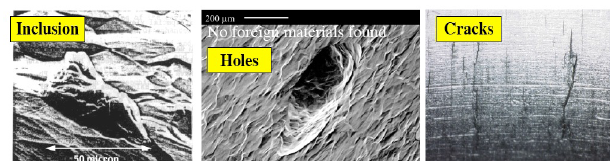 Inclusion
50 micron
200 µm
No foreign materials found
Holes
Cracks